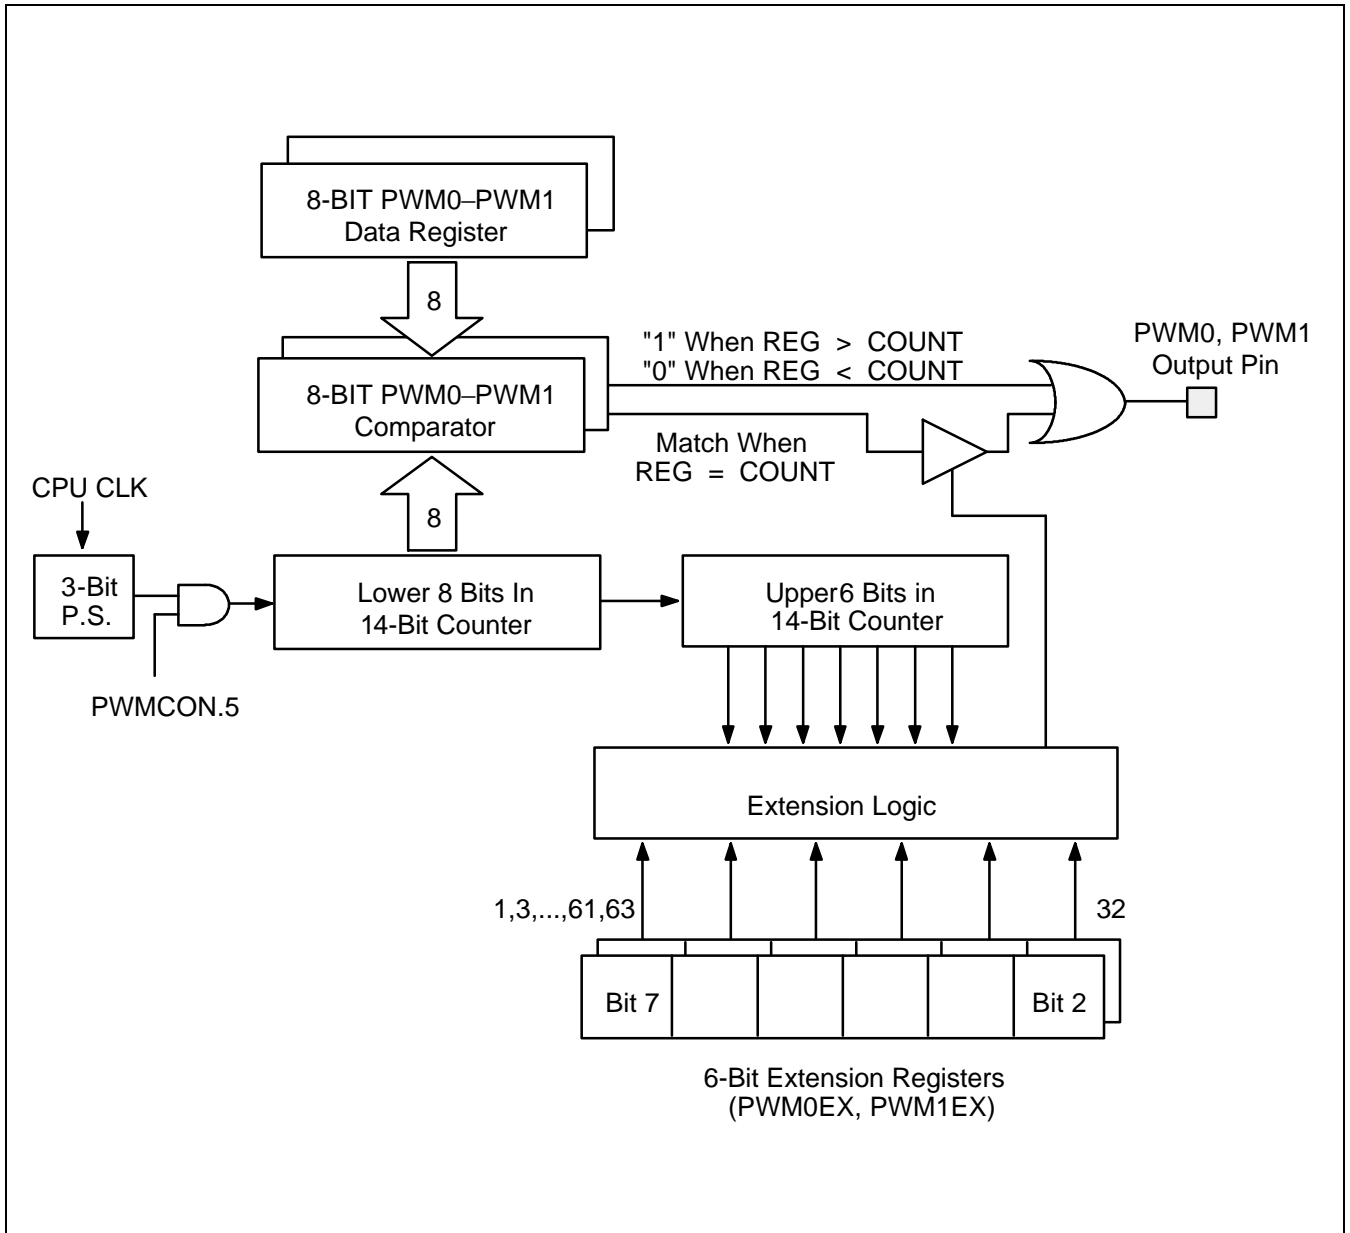 8-BIT PWM0–PWM1
Data Register
8
"1" When REG > COUNT
"0" When REG < COUNT
PWM0, PWM1
Output Pin
8-BIT PWM0–PWM1
Comparator
Match When
REG = COUNT
CPU CLK
8
3-Bit
P.S.
Lower 8 Bits In
14-Bit Counter
Upper6 Bits in
14-Bit Counter
PWMCON.5
Extension Logic
1,3,...,61,63
32
Bit 7
Bit 2
6-Bit Extension Registers
(PWM0EX, PWM1EX)